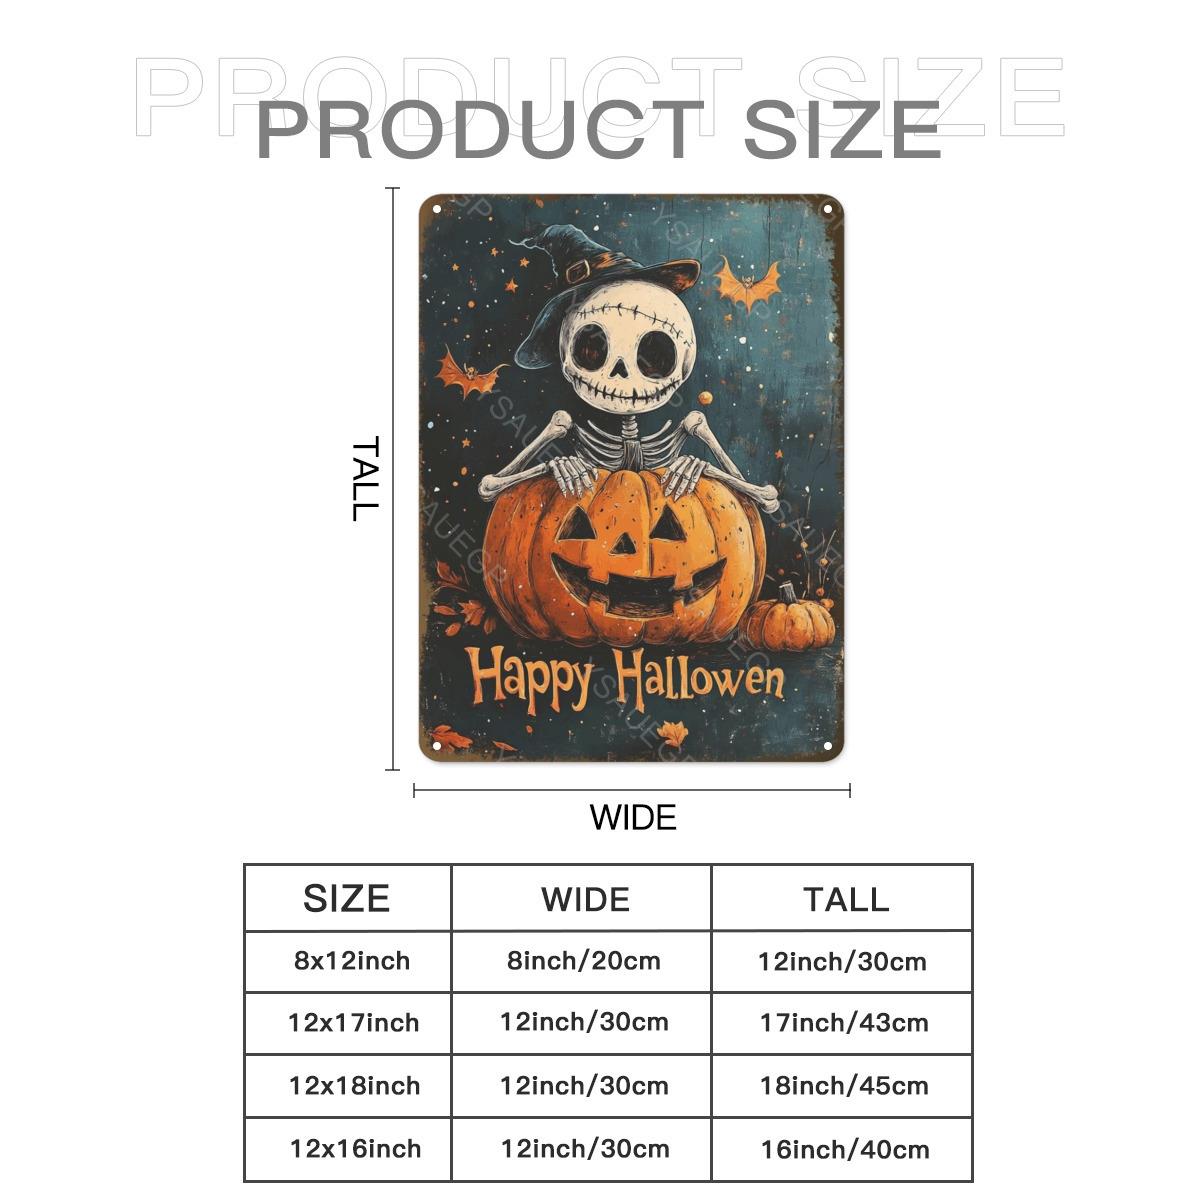 PRODUCT SIZE
PRODUCT SIZE
TALL
YSAUEGP
Happy Hallowen
WIDE
SIZE WIDE TALL
8x12inch 8inch/20cm 12inch/30cm
12x17inch 12inch/30cm 17inch/43cm
12x18inch 12inch/30cm 18inch/45cm
12x16inch 12inch/30cm 16inch/40cm